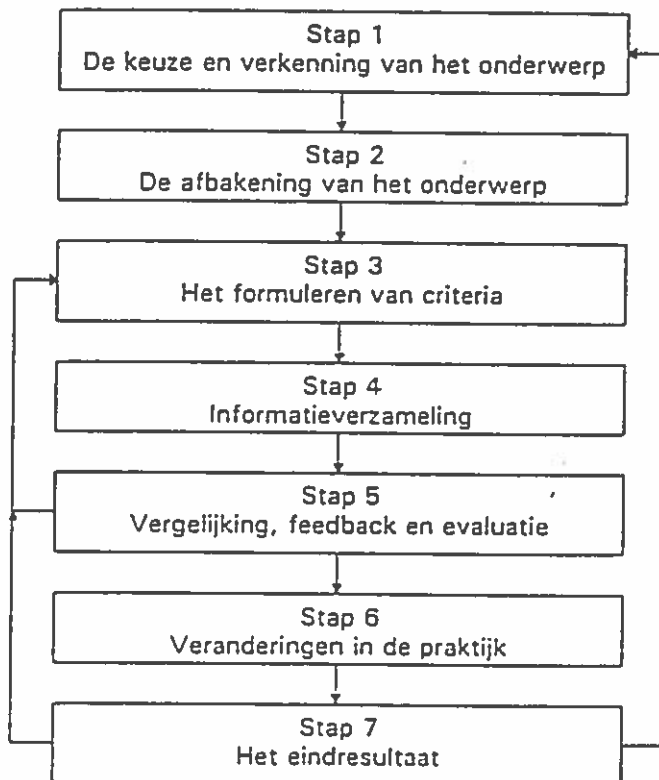 Stap 1
De keuze en verkenning van het onderwerp
Stap 2
De afbakening van het onderwerp
Stap 3
Het formuleren van criteria
Stap 4
Informatieverzameling
Stap 5
Vergelijking, feedback en evaluatie
Stap 6
Veranderingen in de praktijk
Stap 7
Het eindresultaat